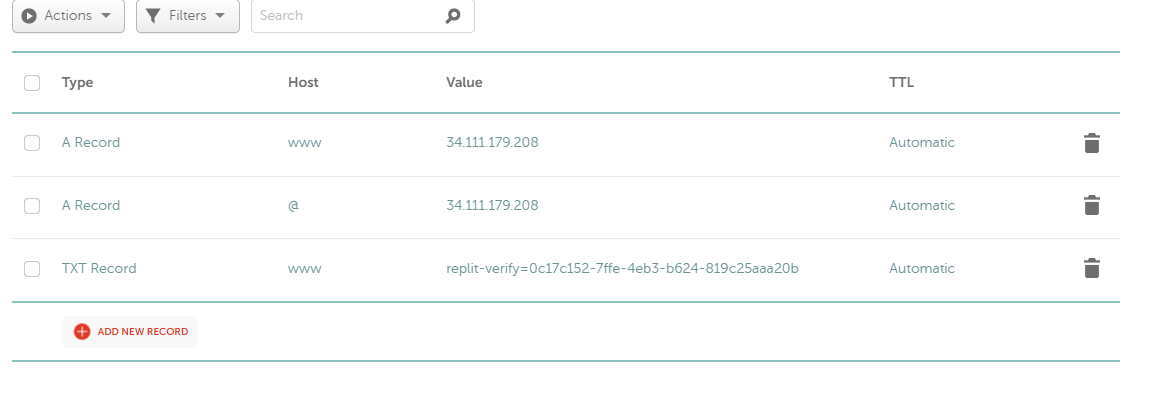 Actions Filters Search
Type Host Value TTL
A Record www 34.111.179.208 Automatic
A Record @ 34.111.179.208 Automatic
TXT Record www replit-verify=0c17c152-7ffe-4eb3-b624-819c25aaa20b Automatic
ADD NEW RECORD